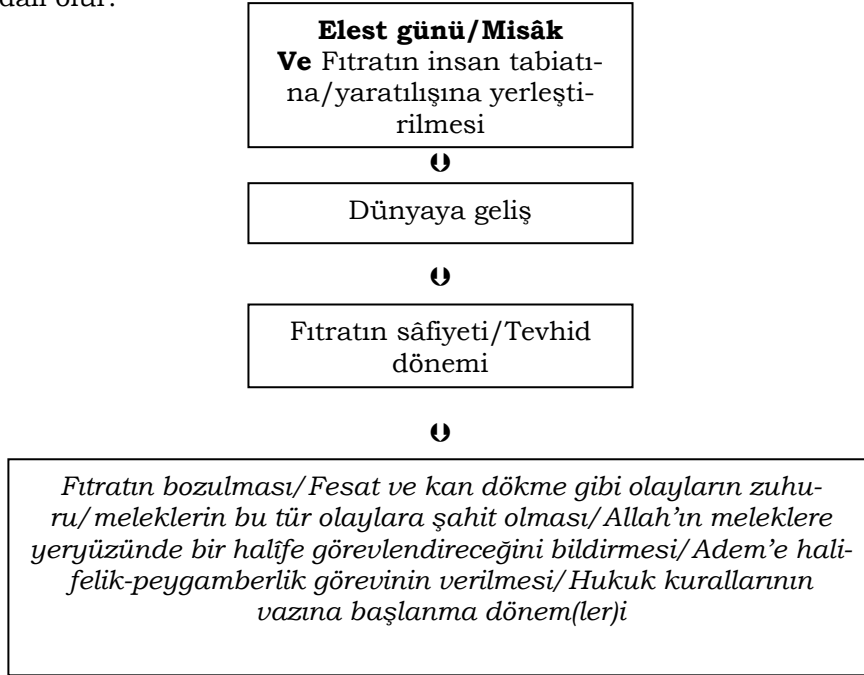 dan olur.
Elest günü/Misâk
Ve Fıtratın insan tabiatı-
na/yaratılışına yerleşti-
rilmesi
Dünyaya geliş
Fıtratın sâfiyeti/Tevhid
dönemi
Fıtratın bozulması/Fesat ve kan dökme gibi olayların zuhu-
ru/meleklerin bu tür olaylara şahit olması/Allah’ın meleklere
yeryüzünde bir halîfe görevlendireceğini bildirmesi/Adem’e hali-
felik-peygamberlik görevinin verilmesi/Hukuk kurallarının
vazına başlanma dönem(ler)i